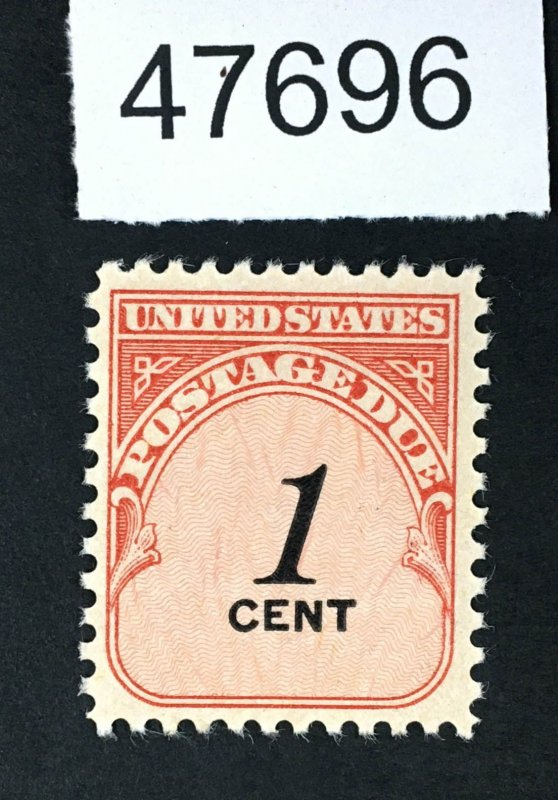 47696
UNITED STATES
POSTAGE DUE
1
CENT